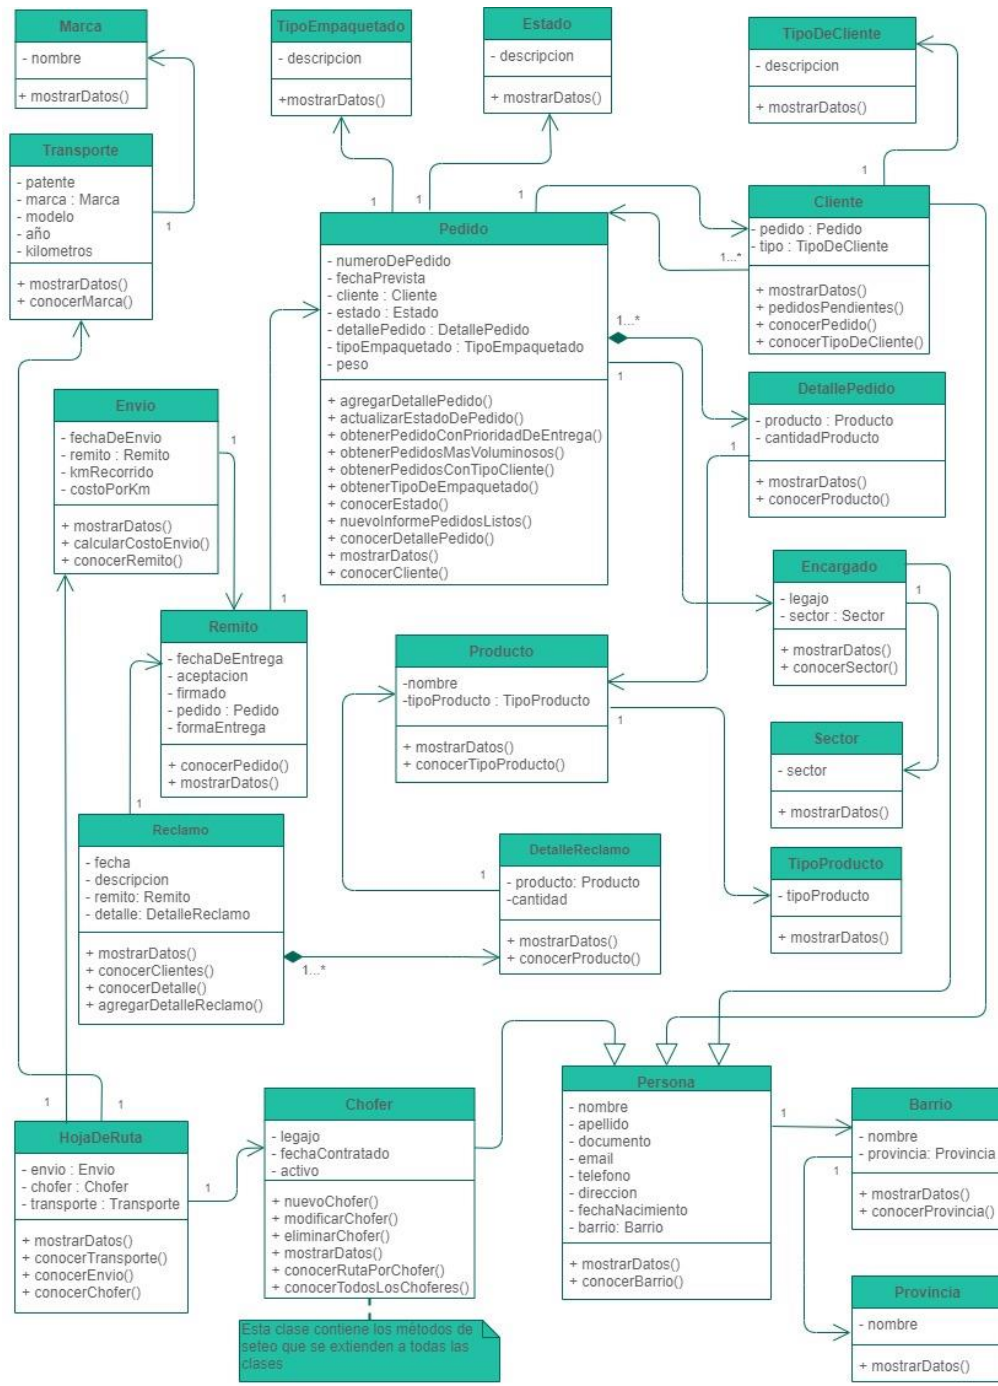 Marca
- nombre
+ mostrarDatos()
TipoEmpaquetado
- descripcion
+mostrarDatos()
Estado
- descripcion
+ mostrarDatos()
TipoDeCliente
- descripcion
+ mostrarDatos()
Transporte
- patente
- marca : Marca
- modelo
- año
- kilometros
+ mostrarDatos()
+ conocerMarca()
1
1
1
1
1
Pedido
- numeroDePedido
- fechaPrevista
- cliente : Cliente
- estado : Estado
- detallePedido : DetallePedido
- tipoEmpaquetado : TipoEmpaquetado
- peso
+ agregarDetallePedido()
+ actualizarEstadoDePedido()
+ obtenerPedidoConPrioridadDeEntrega()
+ obtenerPedidosMasVoluminosos()
+ obtenerPedidosConTipoCliente()
+ obtenerTipoDeEmpaquetado()
+ conocerEstado()
+ nuevoInformePedidosListos()
+ conocerDetallePedido()
+ mostrarDatos()
+ conocerCliente()
Cliente
- pedido : Pedido
- tipo : TipoDeCliente
+ mostrarDatos()
+ pedidosPendientes()
+ conocerPedido()
+ conocerTipoDeCliente()
1...*
1...*
1
DetallePedido
- producto : Producto
- cantidadProducto
+ mostrarDatos()
+ conocerProducto()
1
Envio
- fechaDeEnvio
- remito : Remito
- kmRecorrido
- costoPorKm
+ mostrarDatos()
+ calcularCostoEnvio()
+ conocerRemito()
1
Encargado
- legajo
- sector : Sector
+ mostrarDatos()
+ conocerSector()
1
1
Remito
- fechaDeEntrega
- aceptacion
- firmado
- pedido : Pedido
- formaEntrega
+ conocerPedido()
+ mostrarDatos()
Producto
-nombre
-tipoProducto : TipoProducto
+ mostrarDatos()
+ conocerTipoProducto()
1
Sector
- sector
+ mostrarDatos()
1
Reclamo
- fecha
- descripcion
- remito: Remito
- detalle: DetalleReclamo
+ mostrarDatos()
+ conocerClientes()
+ conocerDetalle()
+ agregarDetalleReclamo()
1...*
DetalleReclamo
- producto: Producto
-cantidad
+ mostrarDatos()
+ conocerProducto()
1
TipoProducto
- tipoProducto
+ mostrarDatos()
1
1
HojaDeRuta
- envio : Envio
- chofer : Chofer
- transporte : Transporte
+ mostrarDatos()
+ conocerTransporte()
+ conocerEnvio()
+ conocerChofer()
1
Chofer
- legajo
- fechaContratado
- activo
+ nuevoChofer()
+ modificarChofer()
+ eliminarChofer()
+ mostrarDatos()
+ conocerRutaPorChofer()
+ conocerTodosLosChoferes()
Esta clase contiene los métodos de
seteo que se extienden a todas las
clases
Persona
- nombre
- apellido
- documento
- email
- telefono
- direccion
- fechaNacimiento
- barrio: Barrio
+ mostrarDatos()
+ conocerBarrio()
1
Barrio
- nombre
- provincia: Provincia
+ mostrarDatos()
+ conocerProvincia()
1
Provincia
- nombre
+ mostrarDatos()